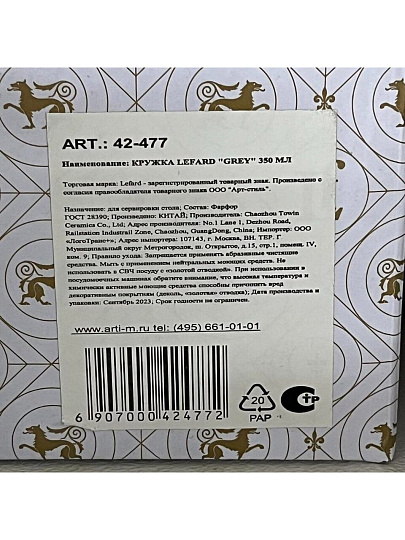 ART.: 42-477
Наименование: КРУЖКА LEFARD "GREY" 350 МЛ
Торговая марка: Lefard - зарегистрированный товарный знак. Произведено с
согласия правообладателя товарного знака ООО "Арт-стиль".
Назначение: для сервировки стола; Состав: Фарфор
ГОСТ 28390; Произведено: КИТАЙ; Производитель: Chaozhou Towin
Ceramics Co., Ltd; Адрес производителя: No.1 Lane 1, Dezhou Road,
Railstation Industrail Zone, Chaozhou, GuangDong, China; Импортер: ООО
«ЛогоТранс+», Адрес импортера: 107143, г. Москва, ВН. ТЕР. Г.
Муниципальный округ Метрогородок, ш. Открытое, д.15, стр.1, помещ. IV,
ком. 9; Правило ухода: Запрещается применять абразивные чистящие
средства. Мыть с применением нейтральных моющих средств. Не
использовать в СВЧ посуду с «золотой отводкой». При использовании в
посудомоечных машинах обратите внимание, что высокая температура и
химически активные моющие средства способны причинить вред
декоративным покрытиям (деколь, «золотая» отводка); Дата производства и
упаковки: Сентябрь 2023; Срок годности не ограничен.
www.arti-m.ru тел; (495) 661-01-01
6 907000 424772
20
PAP
СТР